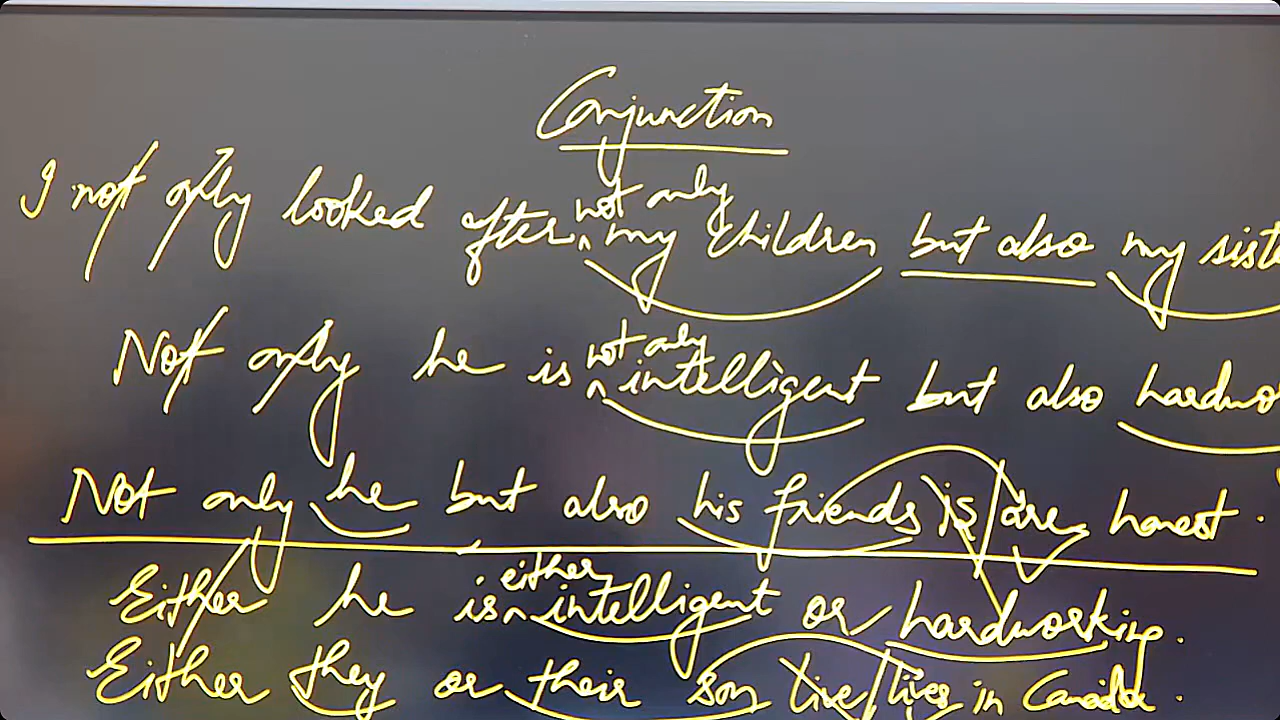 Conjunction
I not only looked after not only my children but also my
Not only he is not only intelligent but also
Not only he but also his friends is/are honest.
Either he is either intelligent or hardworking.
Either they or their son live/lives in Canada.